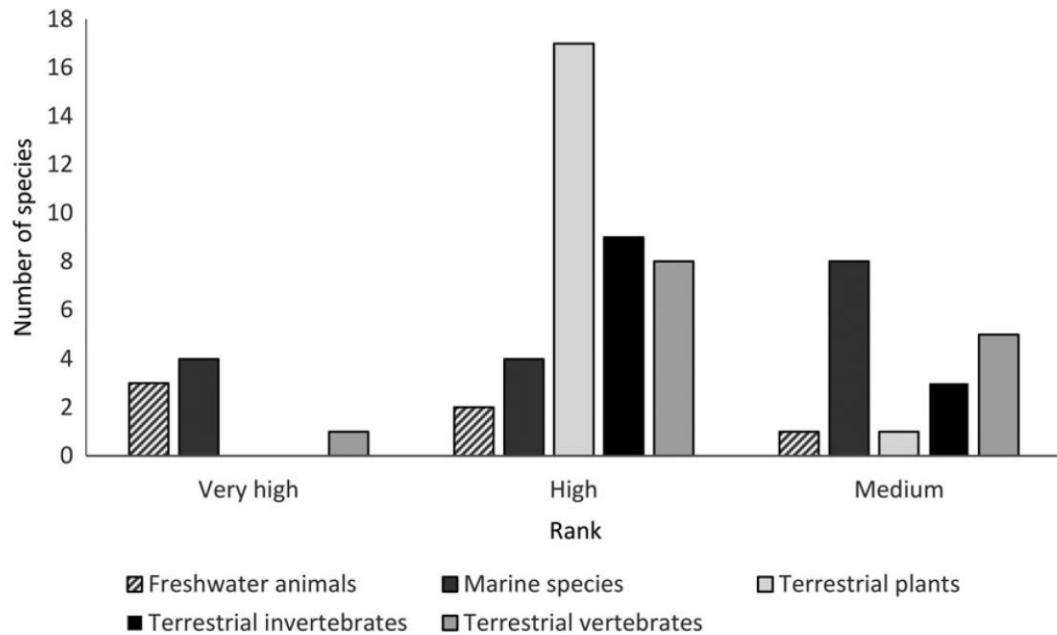 18
16
14
12
10
8
6
4
2
0
Number of species
Very high High Medium
Rank
Freshwater animals Marine species Terrestrial plants
Terrestrial invertebrates Terrestrial vertebrates